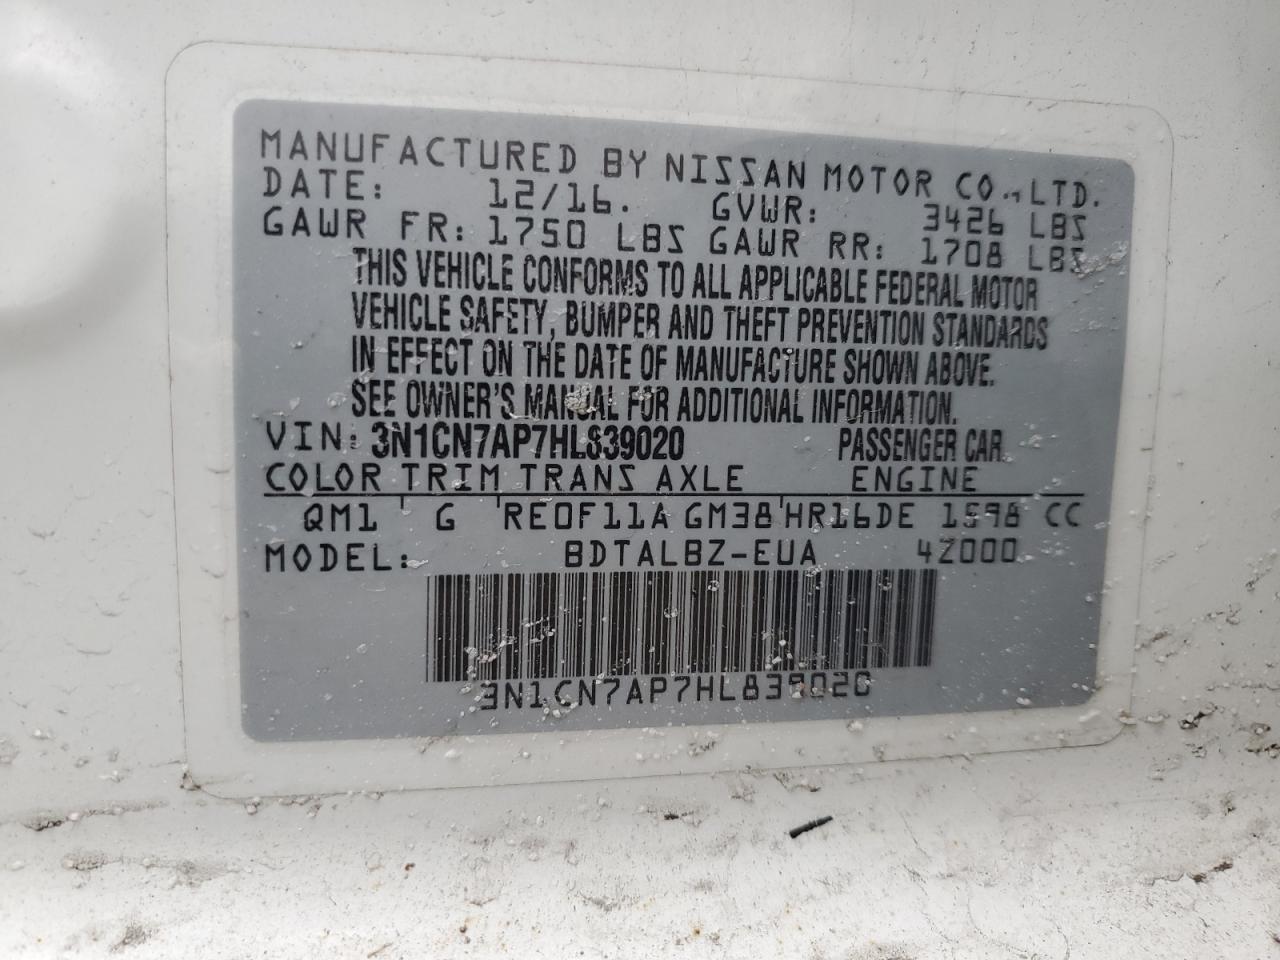 MANUFACTURED BY NISSAN MOTOR CO., LTD.
DATE: 12/16. GVWR: 3426 LBS
GAWR FR: 1750 LBS GAWR RR: 1708 LBS
THIS VEHICLE CONFORMS TO ALL APPLICABLE FEDERAL MOTOR
VEHICLE SAFETY, BUMPER AND THEFT PREVENTION STANDARDS
IN EFFECT ON THE DATE OF MANUFACTURE SHOWN ABOVE.
SEE OWNER'S MANUAL FOR ADDITIONAL INFORMATION.
VIN: 3N1CN7AP7HL839020 PASSENGER CAR
COLOR TRIM TRANS AXLE ENGINE
QM1 G RE0F11A GM38 HR16DE 1598 CC
MODEL: BDTALBZ-EUA 4Z000
3N1CN7AP7HL839020